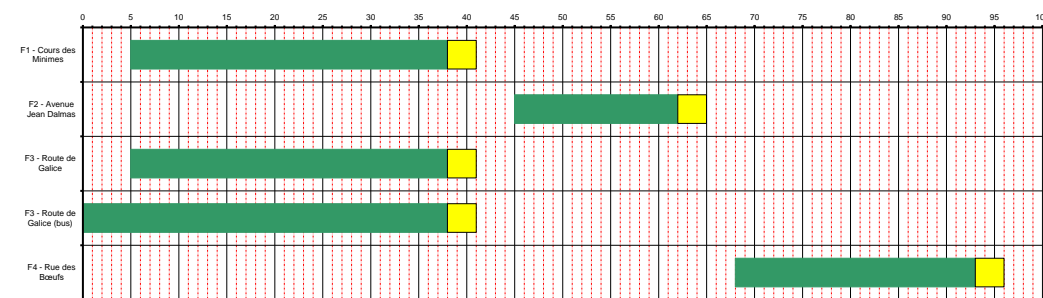 0 5 10 15 20 25 30 35 40 45 50 55 60 65 70 75 80 85 90 95 10
F1 - Cours des
Minimes
F2 - Avenue
Jean Dalmas
F3 - Route de
Galice
F3 - Route de
Galice (bus)
F4 - Rue des
Bœufs